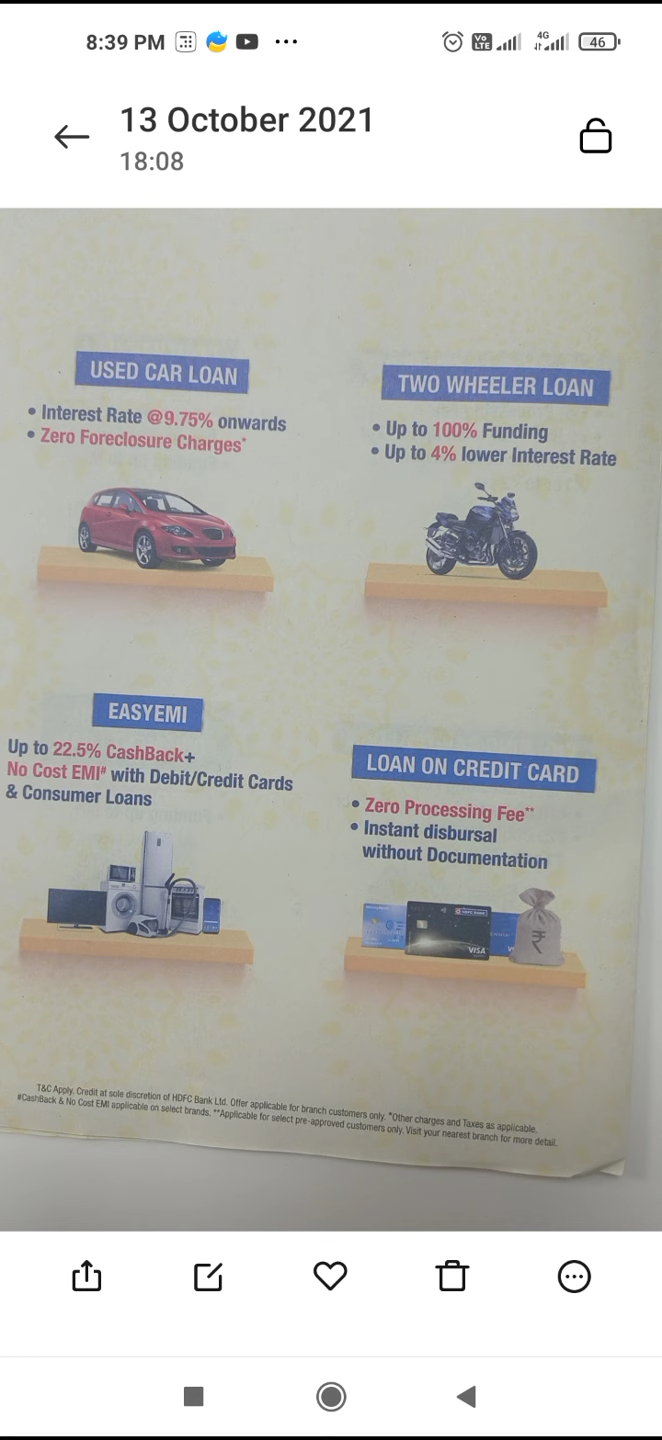 8:39 PM
Vo LTE
4G
46
13 October 2021
18:08
USED CAR LOAN
• Interest Rate @9.75% onwards
• Zero Foreclosure Charges*
TWO WHEELER LOAN
• Up to 100% Funding
• Up to 4% lower Interest Rate
EASYEMI
Up to 22.5% CashBack+
No Cost EMI# with Debit/Credit Cards
& Consumer Loans
LOAN ON CREDIT CARD
• Zero Processing Fee**
• Instant disbursal
without Documentation
HDFC BANK
VISA
₹
T&C Apply. Credit at sole discretion of HDFC Bank Ltd. Offer applicable for branch customers only. *Other charges and Taxes as applicable.
#CashBack & No Cost EMI applicable on select brands. **Applicable for select pre-approved customers only. Visit your nearest branch for more detail.